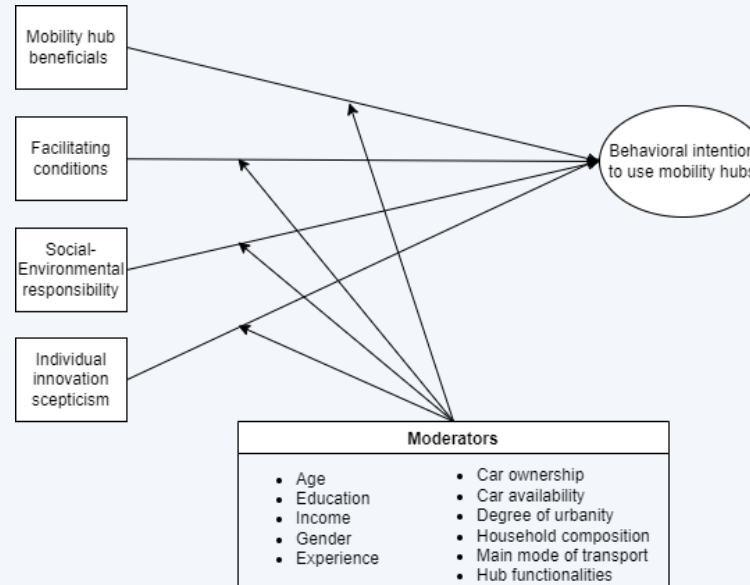 Mobility hub
beneficials
Facilitating
conditions
Social-
Environmental
responsibility
Individual
innovation
scepticism
Behavioral intention
to use mobility hubs
Moderators
Age
Education
Income
Gender
Experience
Car ownership
Car availability
Degree of urbanity
Household composition
Main mode of transport
Hub functionalities